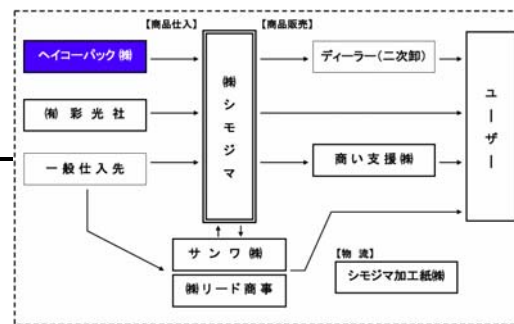 【商品仕入】
【商品販売】
ヘイコーパック㈱
㈲ 彩 光 社
一般仕入先
㈱シモジマ
ディーラー(二次卸)
商い支援㈱
ユーザー
サ ン ワ ㈱
㈱リード商事
【物 流】
シモジマ加工紙㈱